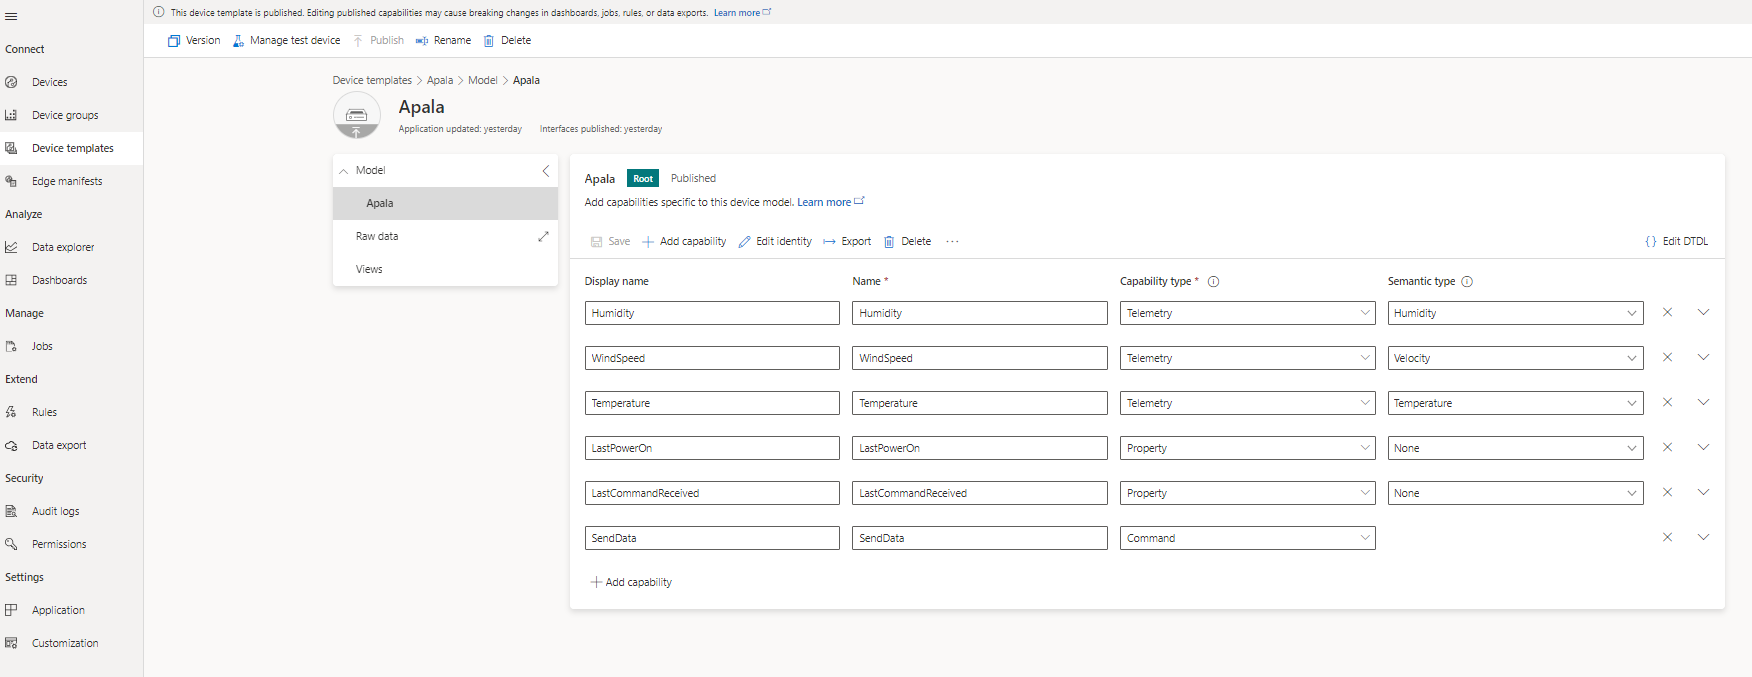 This device template is published. Editing published capabilities may cause breaking changes in dashboards, jobs, rules, or data exports. Learn more
Version Manage test device Publish Rename Delete
Connect
Devices
Device groups
Device templates
Edge manifests
Analyze
Data explorer
Dashboards
Manage
Jobs
Extend
Rules
Data export
Security
Audit logs
Permissions
Settings
Application
Customization
Device templates > Apala > Model > Apala
Apala
Application updated: yesterday Interfaces published: yesterday
Model
Apala
Raw data
Views
Apala Root Published
Add capabilities specific to this device model. Learn more
Save Add capability Edit identity Export Delete ... {} Edit DTDL
Display name Name * Capability type * Semantic type
Humidity Humidity Telemetry Humidity
WindSpeed WindSpeed Telemetry Velocity
Temperature Temperature Telemetry Temperature
LastPowerOn LastPowerOn Property None
LastCommandReceived LastCommandReceived Property None
SendData SendData Command
Add capability